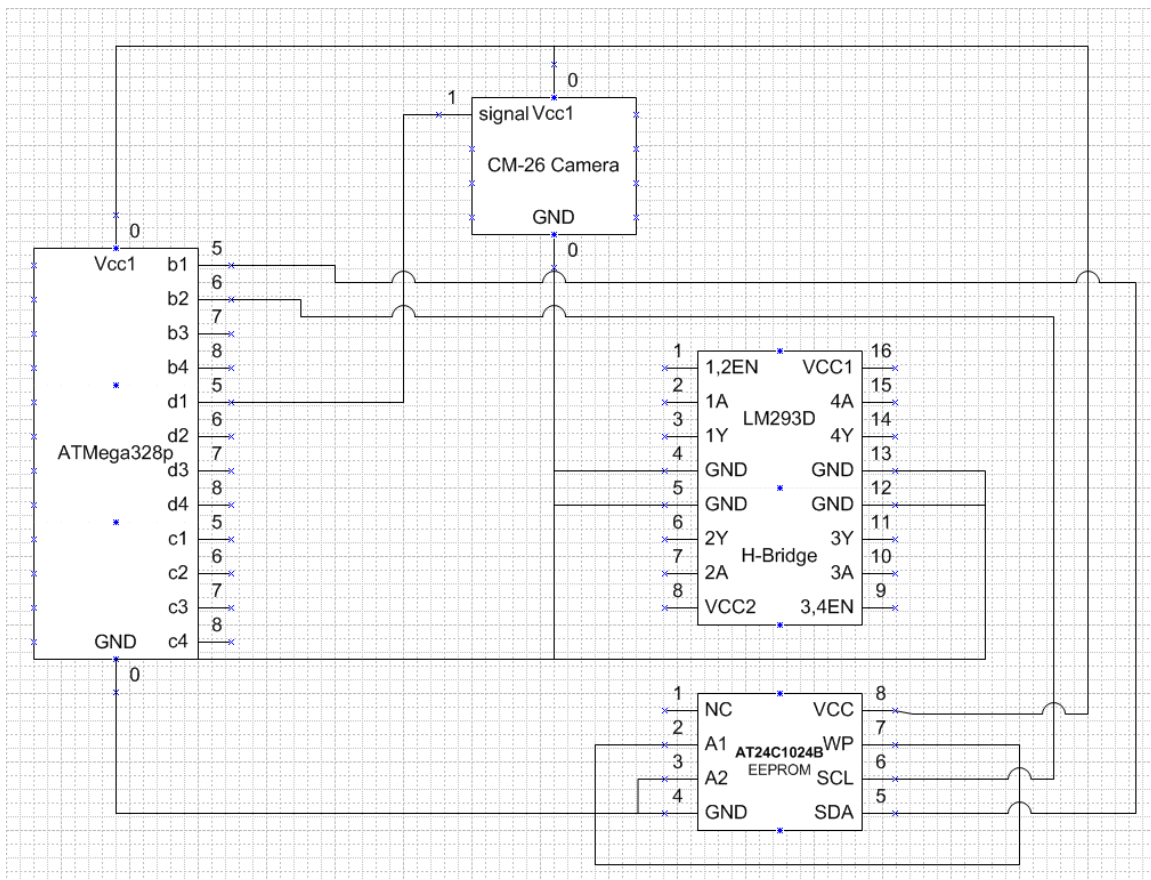 0
1
signal Vcc1
CM-26 Camera
GND
0
0
Vcc1
b1 5
b2 6
b3 7
b4 8
d1 5
d2 6
ATMega328p
d3 7
d4 8
c1 5
c2 6
c3 7
GND
c4 8
0
1 1,2EN VCC1 16
2 1A 4A 15
LM293D
3 1Y 4Y 14
4 GND GND 13
5 GND GND 12
6 2Y 3Y 11
H-Bridge
7 2A 3A 10
8 VCC2 3,4EN 9
1 NC VCC 8
2 A1 WP 7
AT24C1024B
EEPROM
3 A2 SCL 6
4 GND SDA 5